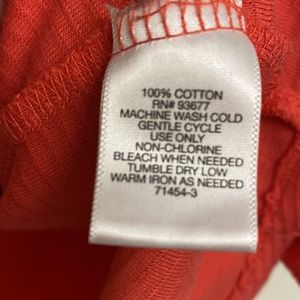 100% COTTON
RN# 93677
MACHINE WASH COLD
GENTLE CYCLE
USE ONLY
NON-CHLORINE
BLEACH WHEN NEEDED
TUMBLE DRY LOW
WARM IRON AS NEEDED
71454-3